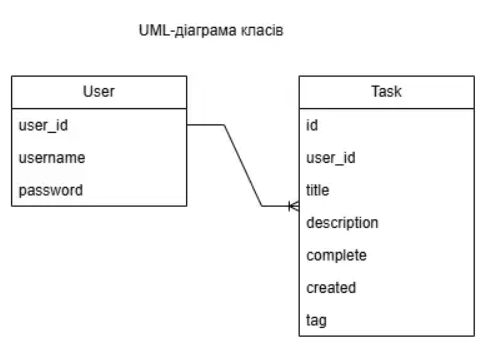 UML-діаграма класів
User
user_id
username
password
Task
id
user_id
title
description
complete
created
tag